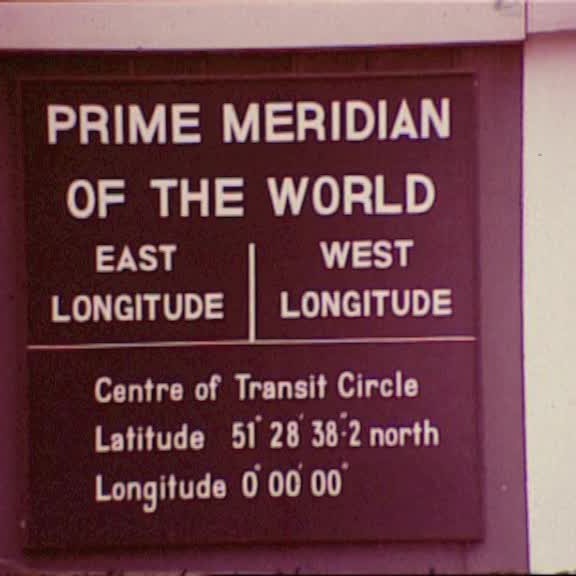 PRIME MERIDIAN
OF THE WORLD
EAST LONGITUDE
WEST LONGITUDE
Centre of Transit Circle
Latitude 51° 28' 38"·2 north
Longitude 0° 00' 00"